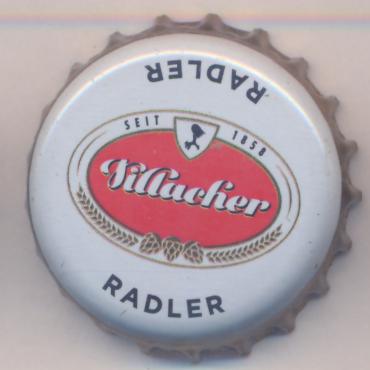 RADLER
SEIT 1858
Villacher
RADLER